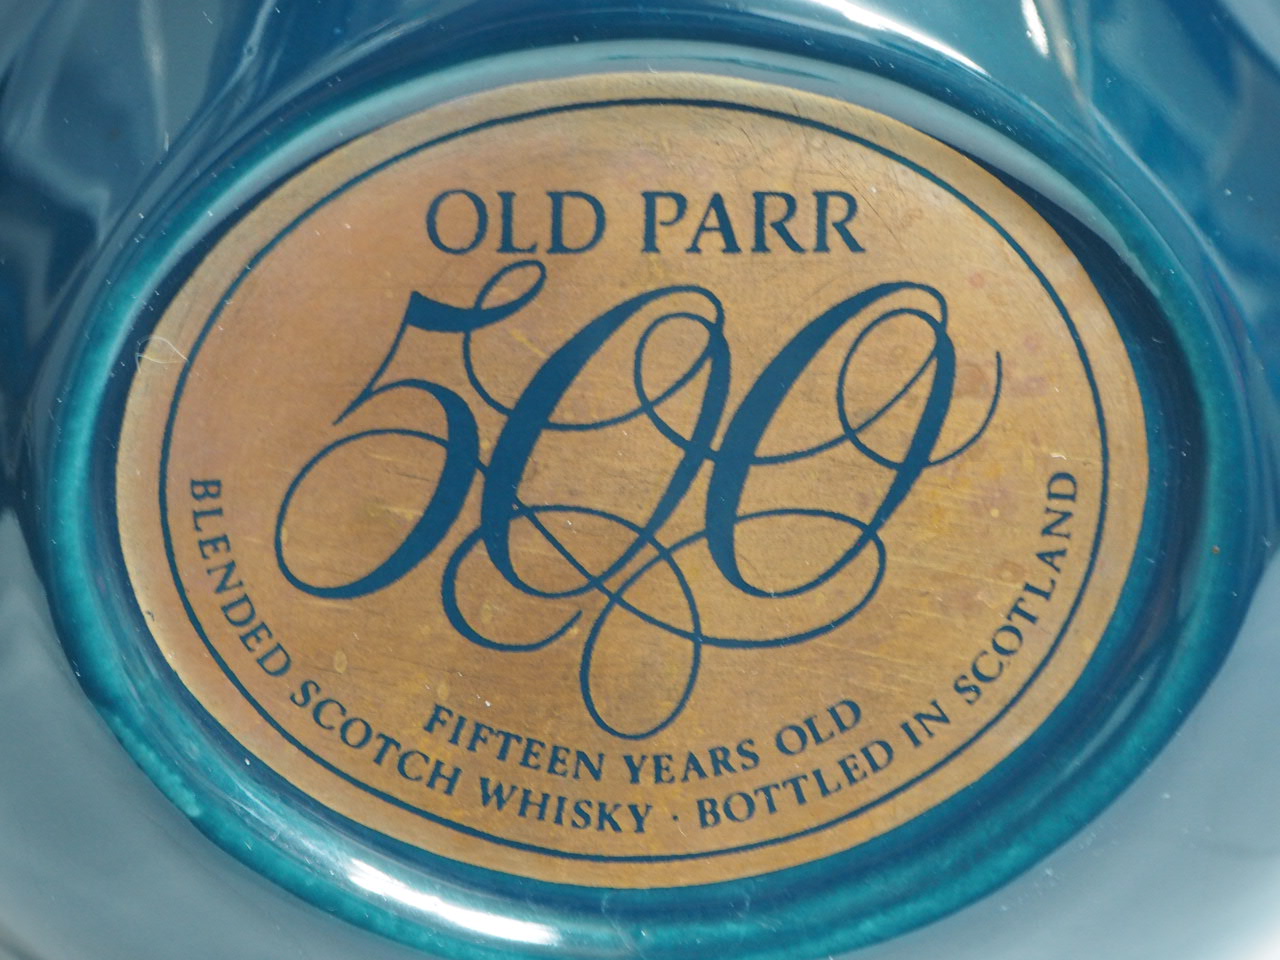 OLD PARR
500
FIFTEEN YEARS OLD
BLENDED SCOTCH WHISKY · BOTTLED IN SCOTLAND